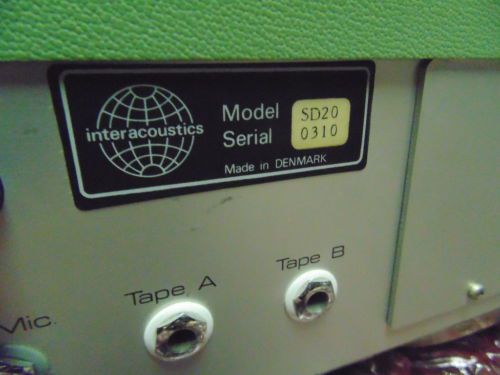 interacoustics
Model SD20
Serial 0310
Made in DENMARK
Tape B
Tape A
Mic.